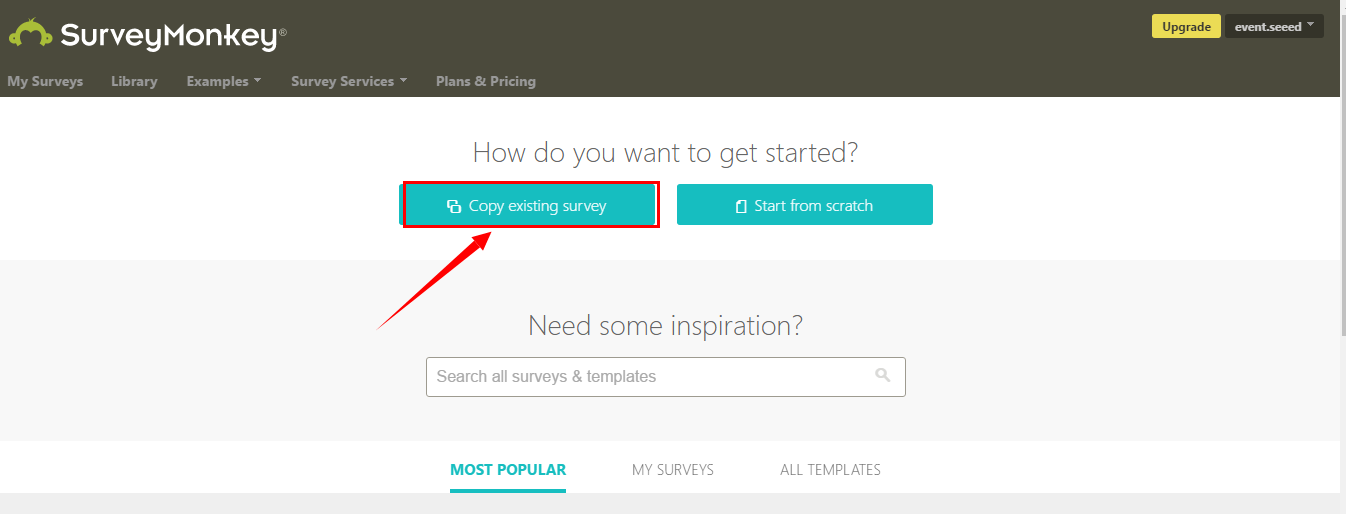 SurveyMonkey®
Upgrade
event.seeed
My Surveys
Library
Examples
Survey Services
Plans & Pricing
How do you want to get started?
Copy existing survey
Start from scratch
Need some inspiration?
Search all surveys & templates
MOST POPULAR
MY SURVEYS
ALL TEMPLATES